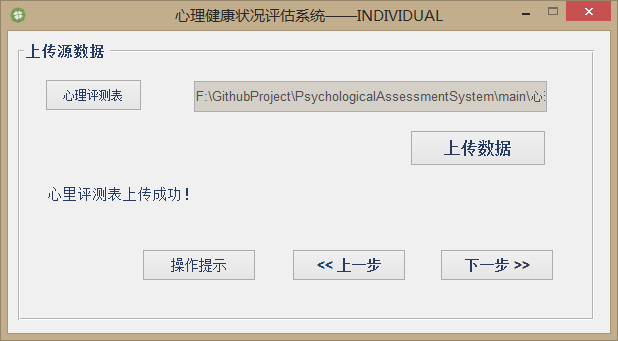 心理健康状况评估系统——INDIVIDUAL
上传源数据
心理评测表
F:\GithubProject\PsychologicalAssessmentSystem\main\心
上传数据
心里评测表上传成功！
操作提示
<< 上一步
下一步 >>